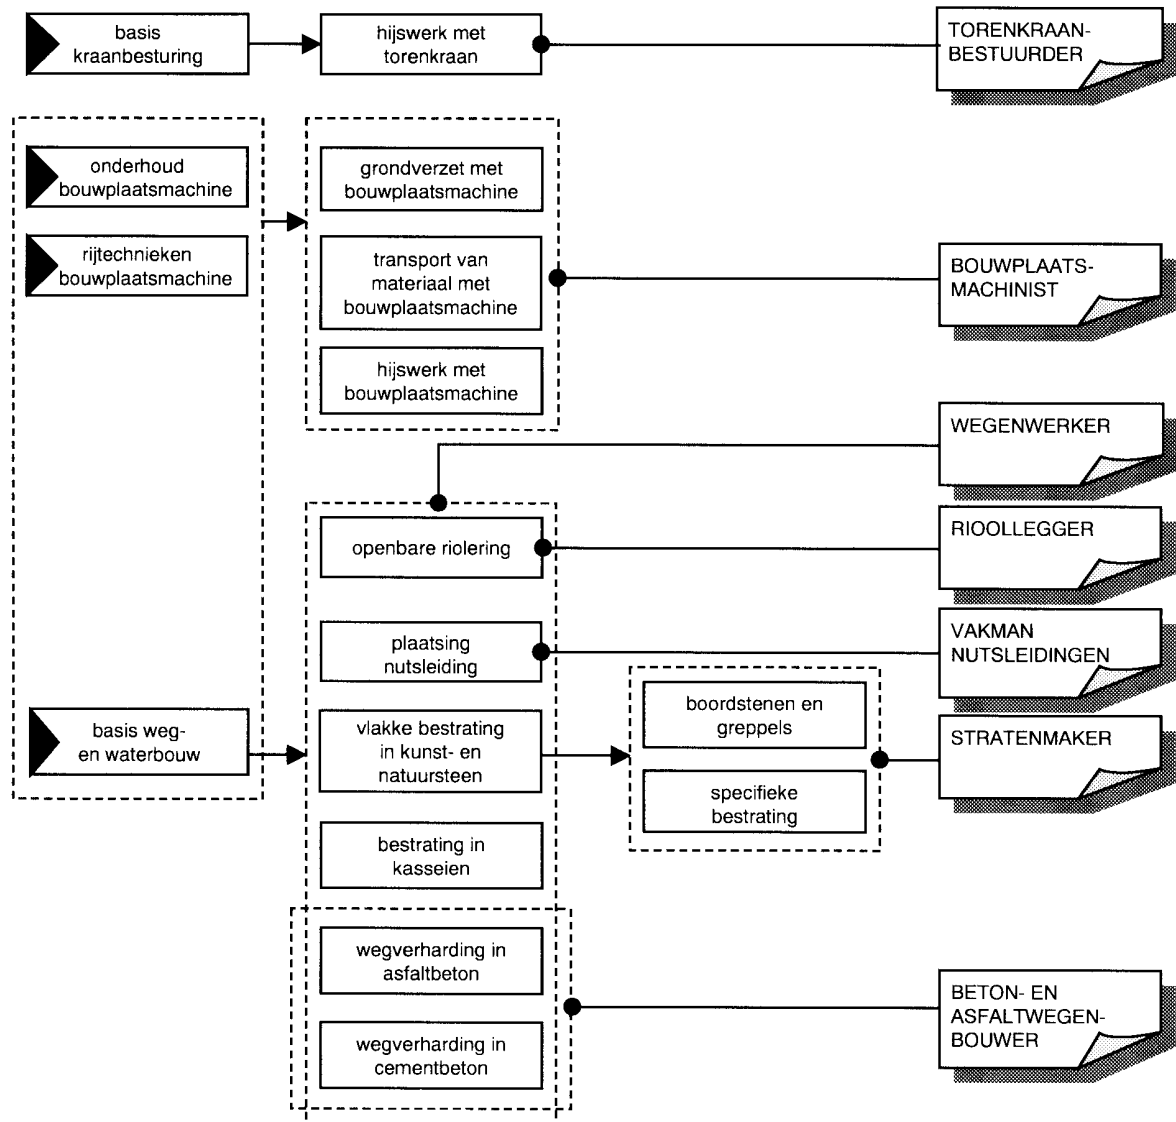 basis
kraanbesturing
hijswerk met
torenkraan
TORENKRAAN-
BESTUURDER
onderhoud
bouwplaatsmachine
rijtechnieken
bouwplaatsmachine
grondverzet met
bouwplaatsmachine
transport van
materiaal met
bouwplaatsmachine
hijswerk met
bouwplaatsmachine
BOUWPLAATS-
MACHINIST
WEGENWERKER
openbare riolering
RIOOLLEGGER
plaatsing
nutsleiding
VAKMAN
NUTSLEIDINGEN
basis weg-
en waterbouw
vlakke bestrating
in kunst- en
natuursteen
boordstenen en
greppels
specifieke
bestrating
STRATENMAKER
bestrating in
kasseien
wegverharding in
asfaltbeton
wegverharding in
cementbeton
BETON- EN
ASFALTWEGEN-
BOUWER